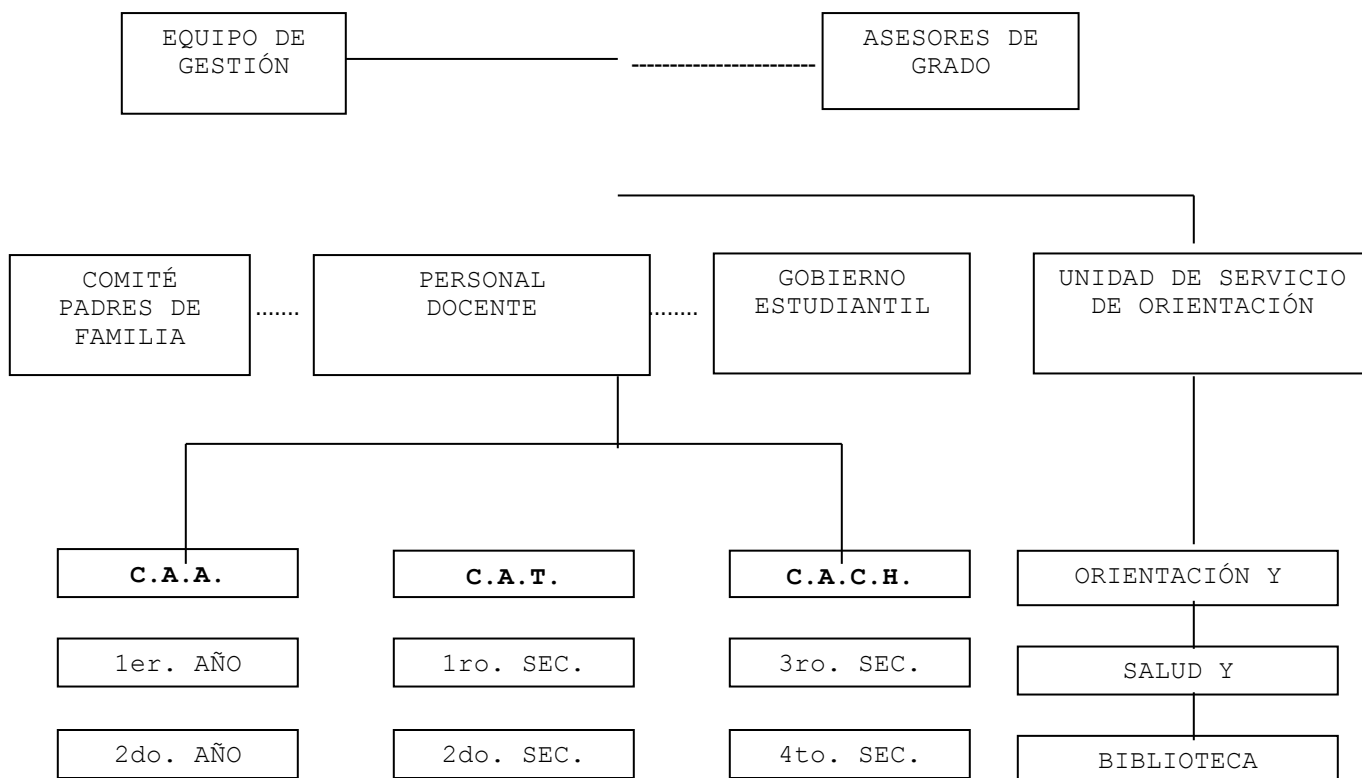 EQUIPO DE
GESTIÓN
ASESORES DE
GRADO
COMITÉ
PADRES DE
FAMILIA
PERSONAL
DOCENTE
GOBIERNO
ESTUDIANTIL
UNIDAD DE SERVICIO
DE ORIENTACIÓN
C.A.A.
C.A.T.
C.A.C.H.
ORIENTACIÓN Y
1er. AÑO
1ro. SEC.
3ro. SEC.
SALUD Y
2do. AÑO
2do. SEC.
4to. SEC.
BIBLIOTECA